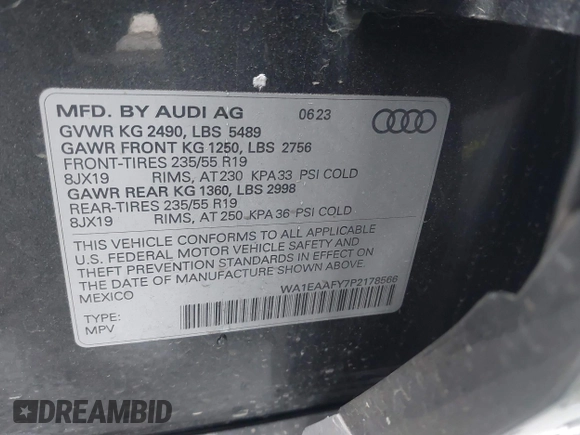 MFD. BY AUDI AG 06 23
GVWR KG 2490, LBS 5489
GAWR FRONT KG 1250, LBS 2756
FRONT-TIRES 235/55 R19
8JX19 RIMS, AT 230 KPA 33 PSI COLD
GAWR REAR KG 1360, LBS 2998
REAR-TIRES 235/55 R19
8JX19 RIMS, AT 250 KPA 36 PSI COLD
THIS VEHICLE CONFORMS TO ALL APPLICABLE
U.S. FEDERAL MOTOR VEHICLE SAFETY AND
THEFT PREVENTION STANDARDS IN EFFECT ON
THE DATE OF MANUFACTURE SHOWN ABOVE.
MEXICO
WA1EAAFY7P2178566
TYPE:
MPV
DREAMBID